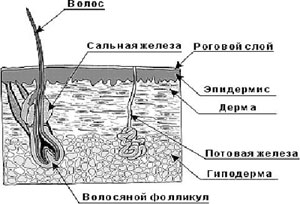 Волос
Сальная железа
Роговой слой
Эпидермис
Дерма
Потовая железа
Гиподерма
Волосяной фолликул